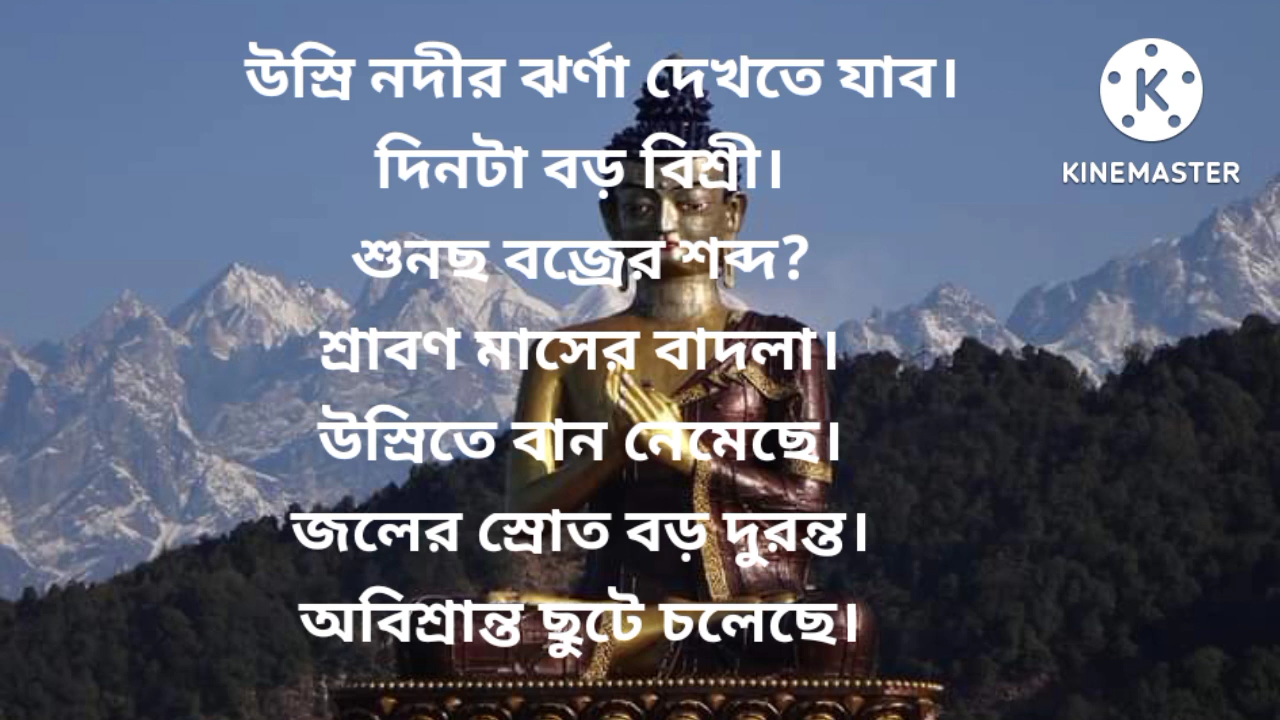 উস্রি নদীর ঝর্ণা দেখতে যাব।
দিনটা বড় বিশ্রী।
শুনছ বজ্রের শব্দ?
শ্রাবণ মাসের বাদলা।
উস্রিতে বান নেমেছে।
জলের স্রোত বড় দুরন্ত।
অবিশ্রান্ত ছুটে চলেছে।
K
KINEMASTER